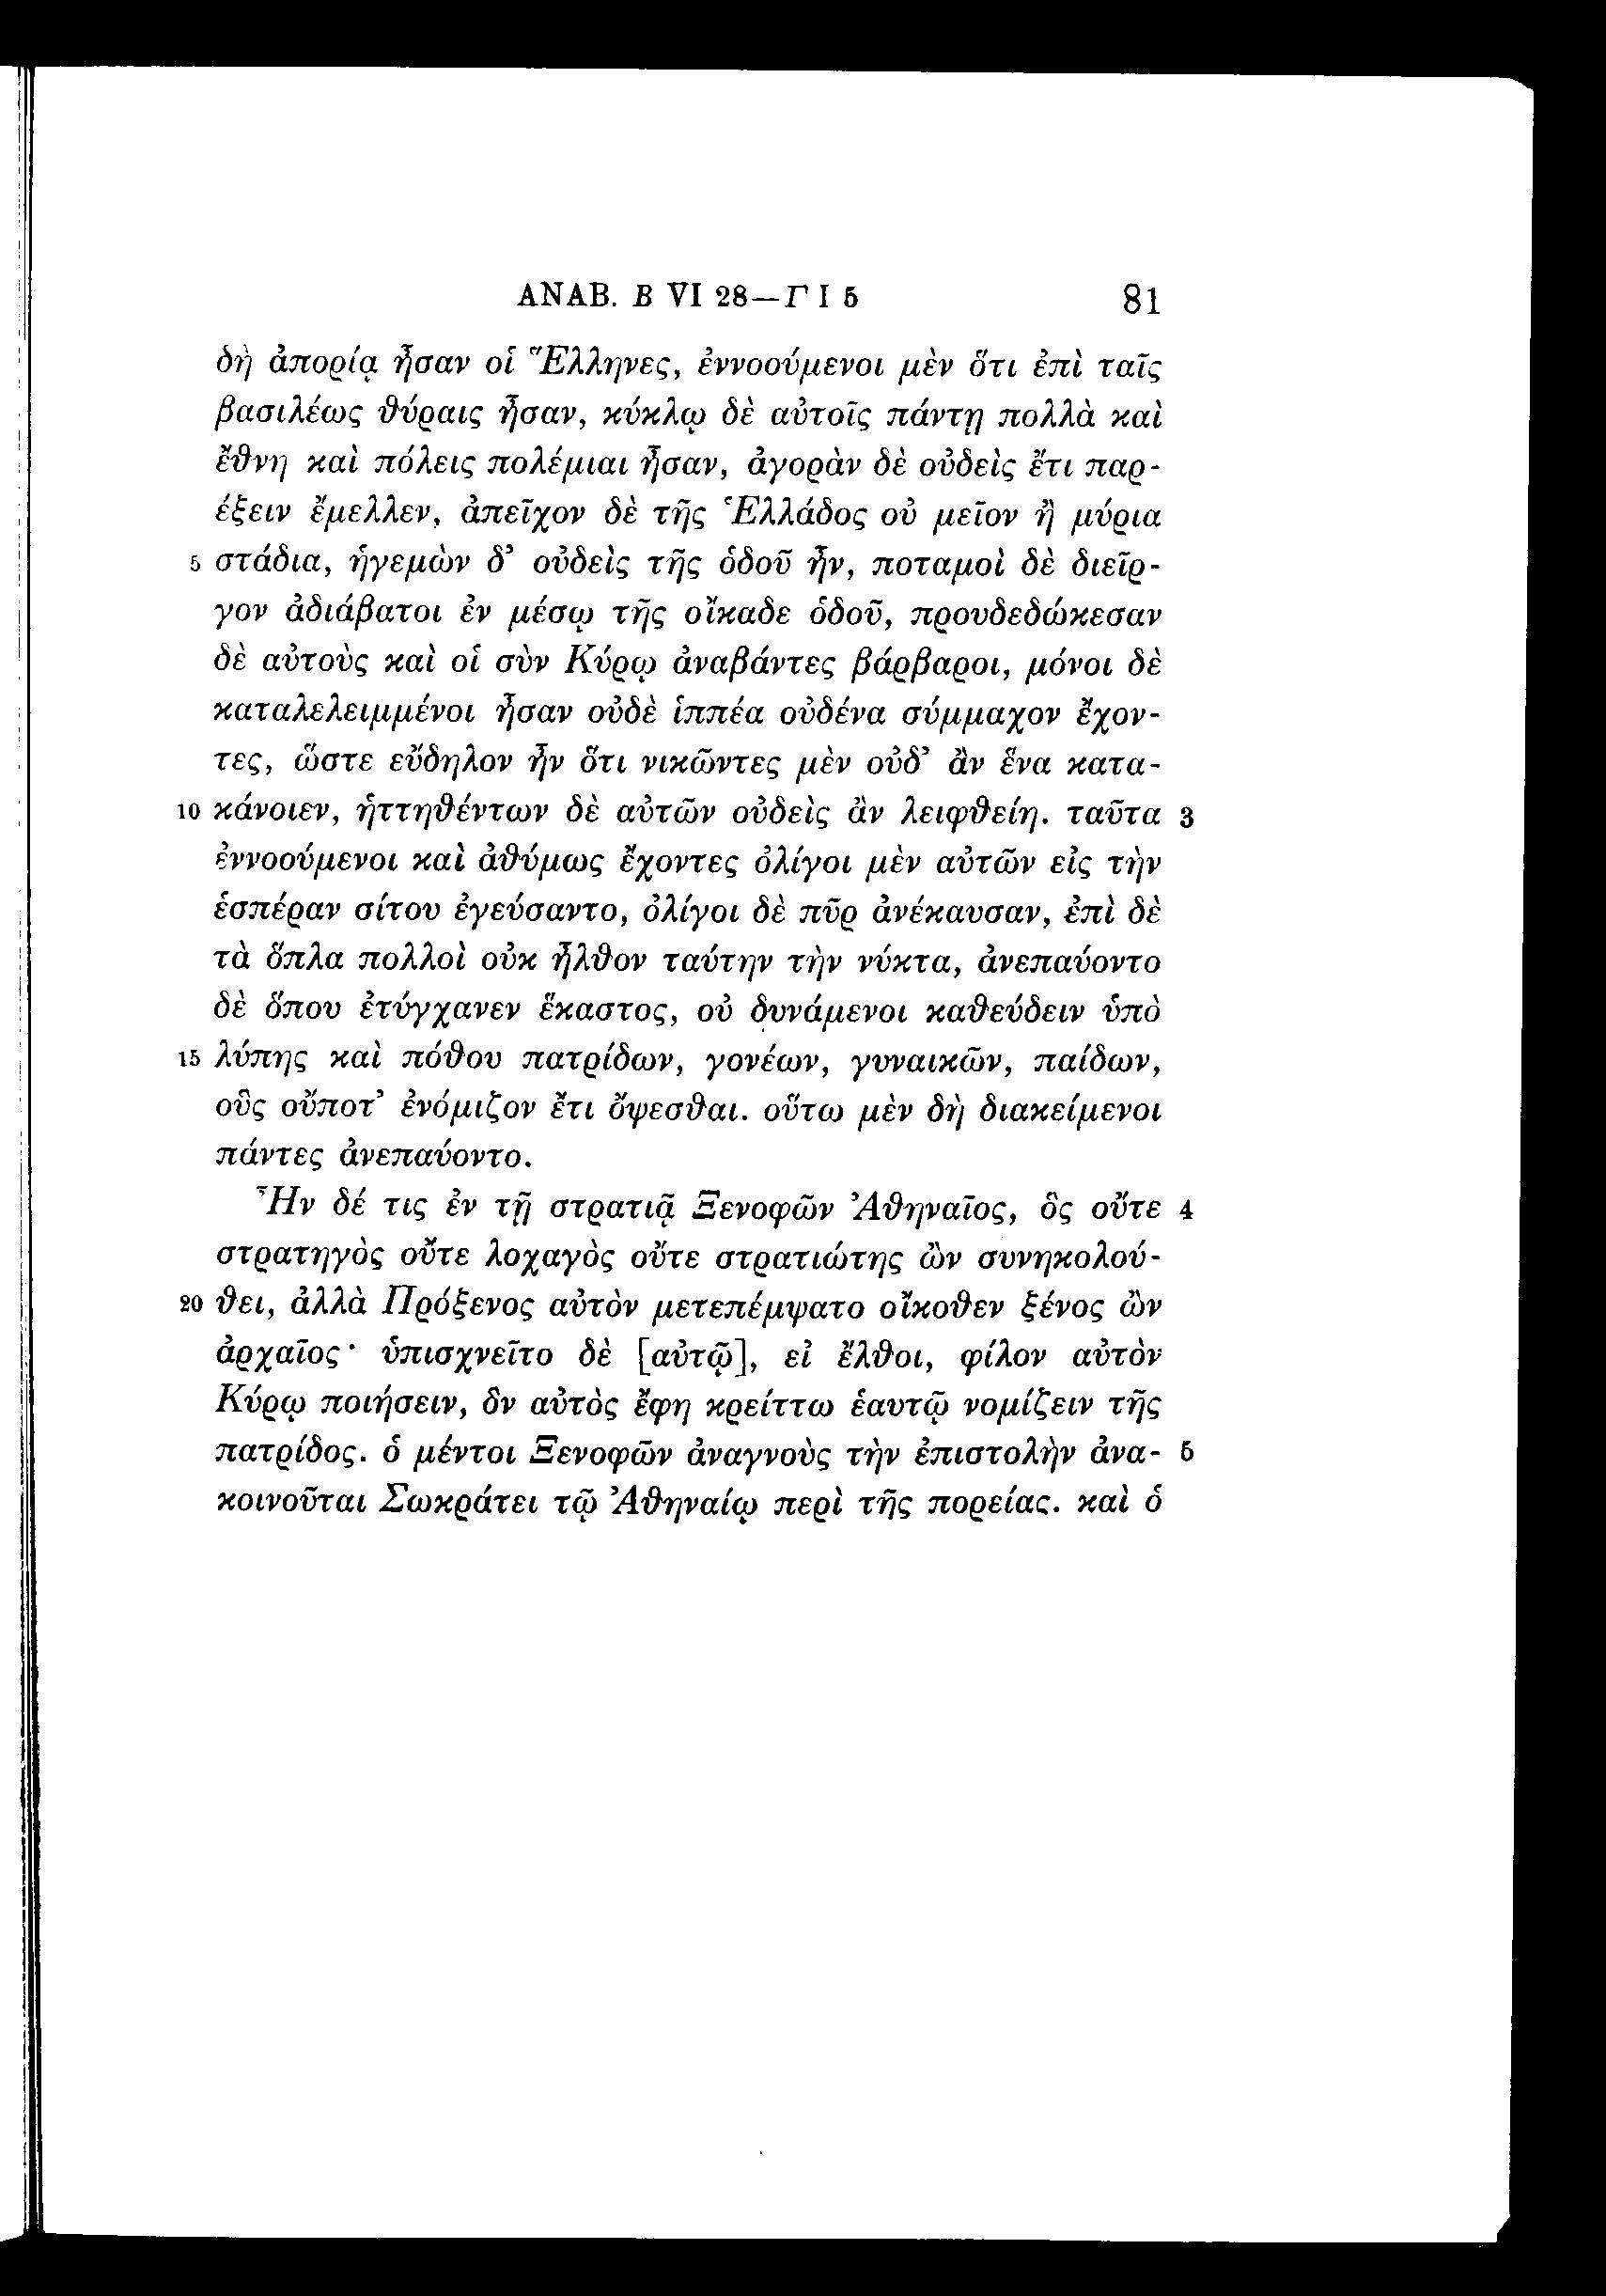 ΑΝΑΒ. Β VI 28—Γ I 5 81
δὴ ἀπορίᾳ ἦσαν οἱ Ἕλληνες, ἐννοούμενοι μὲν ὅτι ἐπὶ ταῖς
βασιλέως θύραις ἦσαν, κύκλῳ δὲ αὐτοῖς πάντῃ πολλὰ καὶ
ἔθνη καὶ πόλεις πολέμιαι ἦσαν, ἀγορὰν δὲ οὐδεὶς ἔτι παρ-
έξειν ἔμελλεν, ἀπεῖχον δὲ τῆς Ἑλλάδος οὐ μεῖον ἢ μύρια
5 στάδια, ἡγεμὼν δ’ οὐδεὶς τῆς ὁδοῦ ἦν, ποταμοὶ δὲ διεῖρ-
γον ἀδιάβατοι ἐν μέσῳ τῆς οἴκαδε ὁδοῦ, προυδεδώκεσαν
δὲ αὐτοὺς καὶ οἱ σὺν Κύρῳ ἀναβάντες βάρβαροι, μόνοι δὲ
καταλελειμμένοι ἦσαν οὐδὲ ἱππέα οὐδένα σύμμαχον ἔχον-
τες, ὥστε εὔδηλον ἦν ὅτι νικῶντες μὲν οὐδ’ ἂν ἕνα κατα-
10 κάνοιεν, ἡττηθέντων δὲ αὐτῶν οὐδεὶς ἂν λειφθείη. ταῦτα 3
ἐννοούμενοι καὶ ἀθύμως ἔχοντες ὀλίγοι μὲν αὐτῶν εἰς τὴν
ἑσπέραν σίτου ἐγεύσαντο, ὀλίγοι δὲ πῦρ ἀνέκαυσαν, ἐπὶ δὲ
τὰ ὅπλα πολλοὶ οὐκ ἦλθον ταύτην τὴν νύκτα, ἀνεπαύοντο
δὲ ὅπου ἐτύγχανεν ἕκαστος, οὐ δυνάμενοι καθεύδειν ὑπὸ
15 λύπης καὶ πόθου πατρίδων, γονέων, γυναικῶν, παίδων,
οὓς οὔποτ’ ἐνόμιζον ἔτι ὄψεσθαι. οὕτω μὲν δὴ διακείμενοι
πάντες ἀνεπαύοντο.
Ἦν δέ τις ἐν τῇ στρατιᾷ Ξενοφῶν Ἀθηναῖος, ὃς οὔτε 4
στρατηγὸς οὔτε λοχαγὸς οὔτε στρατιώτης ὢν συνηκολού-
20 θει, ἀλλὰ Πρόξενος αὐτὸν μετεπέμψατο οἴκοθεν ξένος ὢν
ἀρχαῖος· ὑπισχνεῖτο δὲ [αὐτῷ], εἰ ἔλθοι, φίλον αὐτὸν
Κύρῳ ποιήσειν, ὃν αὐτὸς ἔφη κρείττω ἑαυτῷ νομίζειν τῆς
πατρίδος. ὁ μέντοι Ξενοφῶν ἀναγνοὺς τὴν ἐπιστολὴν ἀνα- 5
κοινοῦται Σωκράτει τῷ Ἀθηναίῳ περὶ τῆς πορείας. καὶ ὁ